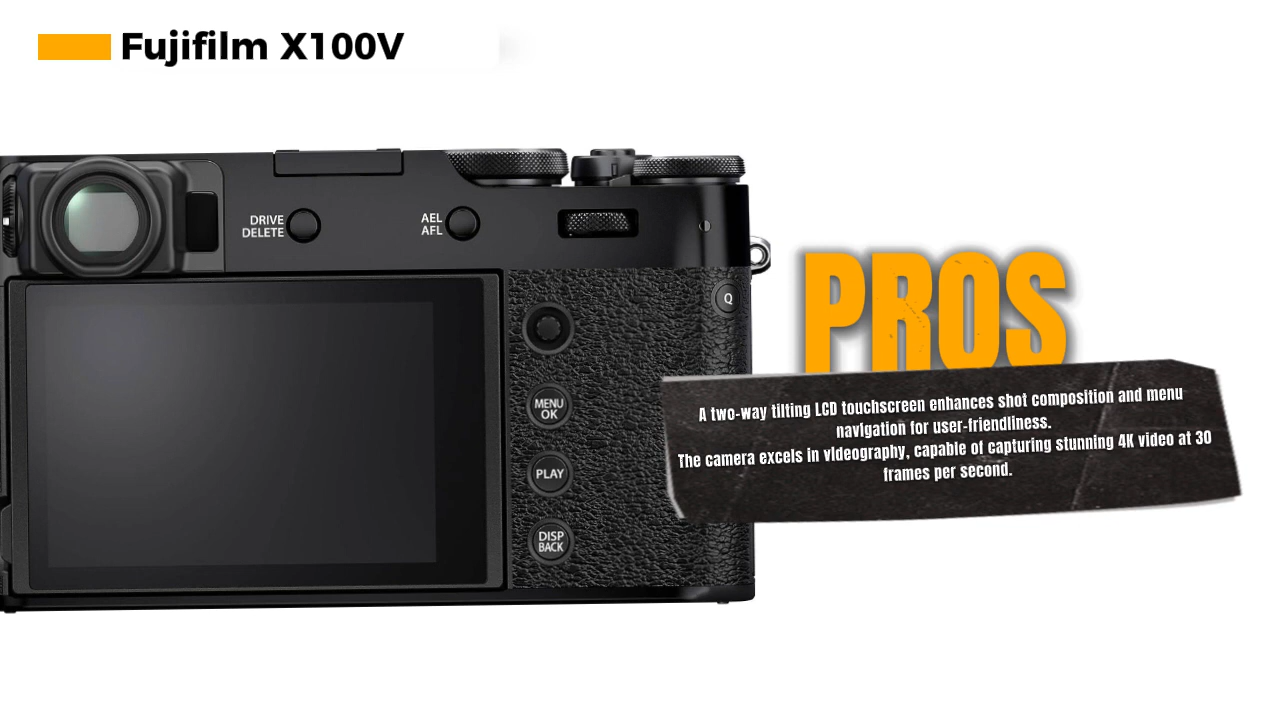 Fujifilm X100V
DRIVE
DELETE
AEL
AFL
Q
MENU
OK
PLAY
DISP
BACK
PROS
A two-way tilting LCD touchscreen enhances shot composition and menu
navigation for user-friendliness.
The camera excels in videography, capable of capturing stunning 4K video at 30
frames per second.